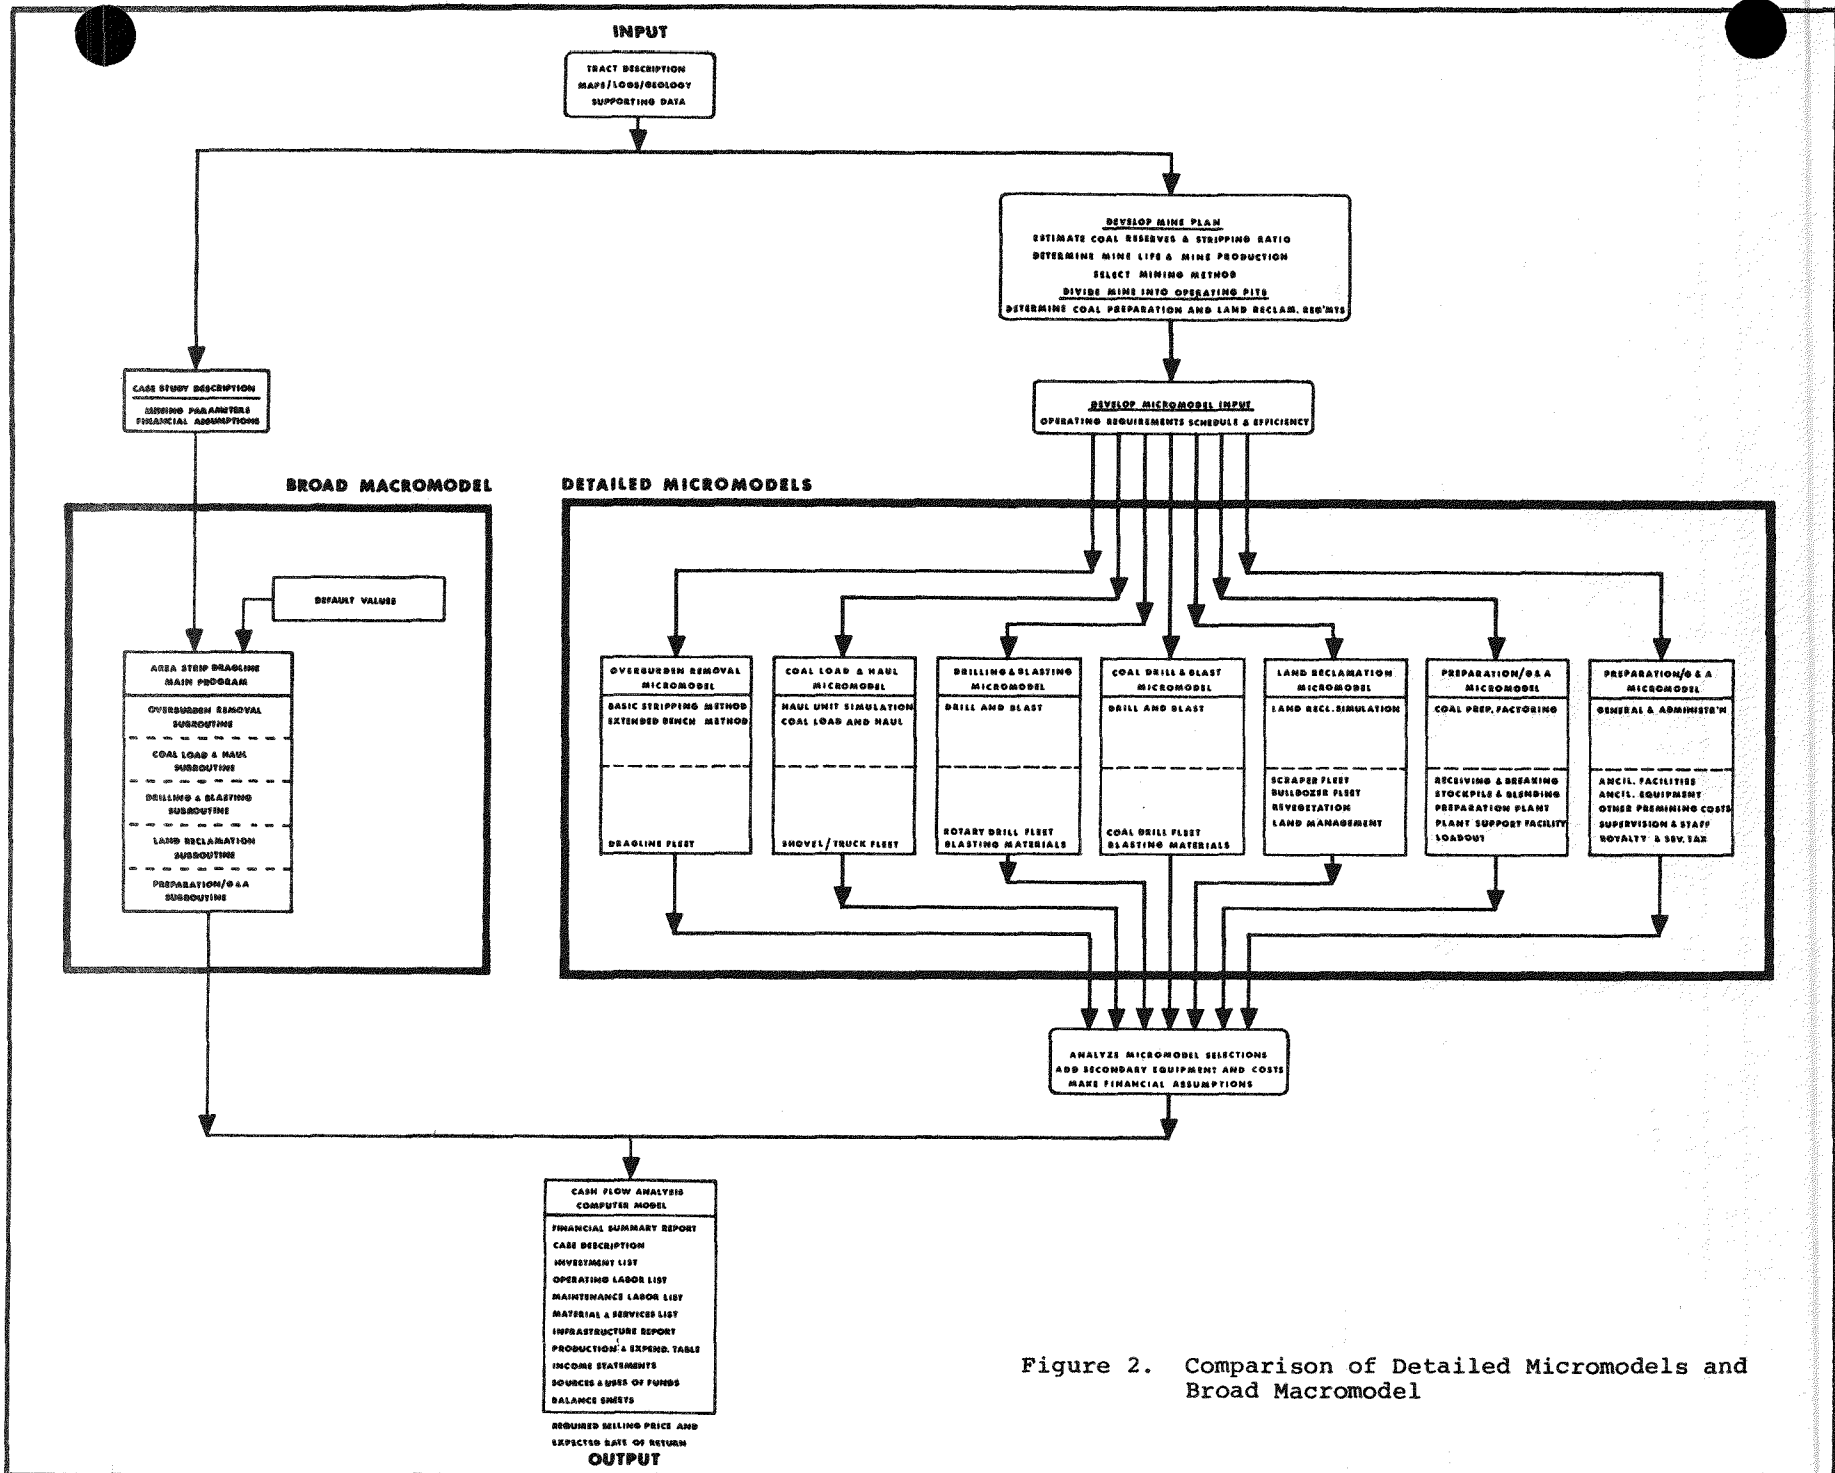 INPUT
TRACT DESCRIPTION
MAPS/LOGS/GEOLOGY
SUPPORTING DATA
DEVELOP MINE PLAN
ESTIMATE COAL RESERVES & STRIPPING RATIO
DETERMINE MINE LIFE & MINE PRODUCTION
SELECT MINING METHOD
DIVIDE MINE INTO OPERATING PITS
DETERMINE COAL PREPARATION AND LAND RECLAM. REQ'MTS
CASE STUDY DESCRIPTION
MINING PARAMETERS
FINANCIAL ASSUMPTIONS
DEVELOP MICROMODEL INPUT
OPERATING REQUIREMENTS SCHEDULE & EFFICIENCY
BROAD MACROMODEL
DEFAULT VALUES
AREA STRIP DRAGLINE
MAIN PROGRAM
OVERBURDEN REMOVAL
SUBROUTINE
COAL LOAD & HAUL
SUBROUTINE
DRILLING & BLASTING
SUBROUTINE
LAND RECLAMATION
SUBROUTINE
PREPARATION/G & A
SUBROUTINE
DETAILED MICROMODELS
OVERBURDEN REMOVAL
MICROMODEL
BASIC STRIPPING METHOD
EXTENDED BENCH METHOD
DRAGLINE FLEET
COAL LOAD & HAUL
MICROMODEL
HAUL UNIT SIMULATION
COAL LOAD AND HAUL
SHOVEL/TRUCK FLEET
DRILLING & BLASTING
MICROMODEL
DRILL AND BLAST
ROTARY DRILL FLEET
BLASTING MATERIALS
COAL DRILL & BLAST
MICROMODEL
DRILL AND BLAST
COAL DRILL FLEET
BLASTING MATERIALS
LAND RECLAMATION
MICROMODEL
LAND RECL. SIMULATION
SCRAPER FLEET
BULLDOZER FLEET
REVEGETATION
LAND MANAGEMENT
PREPARATION/G & A
MICROMODEL
COAL PREP. FACTORING
RECEIVING & BREAKING
STOCKPILE & BLENDING
PREPARATION PLANT
PLANT SUPPORT FACILITY
LOADOUT
PREPARATION/G & A
MICROMODEL
GENERAL & ADMINISTR'N
ANCIL. FACILITIES
ANCIL. EQUIPMENT
OTHER PREMINING COSTS
SUPERVISION & STAFF
ROYALTY & SEV. TAX
ANALYZE MICROMODEL SELECTIONS
ADD SECONDARY EQUIPMENT AND COSTS
MAKE FINANCIAL ASSUMPTIONS
CASH FLOW ANALYSIS
COMPUTER MODEL
FINANCIAL SUMMARY REPORT
CASE DESCRIPTION
INVESTMENT LIST
OPERATING LABOR LIST
MAINTENANCE LABOR LIST
MATERIAL & SERVICES LIST
INFRASTRUCTURE REPORT
PRODUCTION & EXPEND. TABLE
INCOME STATEMENTS
SOURCES & USES OF FUNDS
BALANCE SHEETS
REQUIRED SELLING PRICE AND
EXPECTED RATE OF RETURN
OUTPUT
Figure 2. Comparison of Detailed Micromodels and
Broad Macromodel